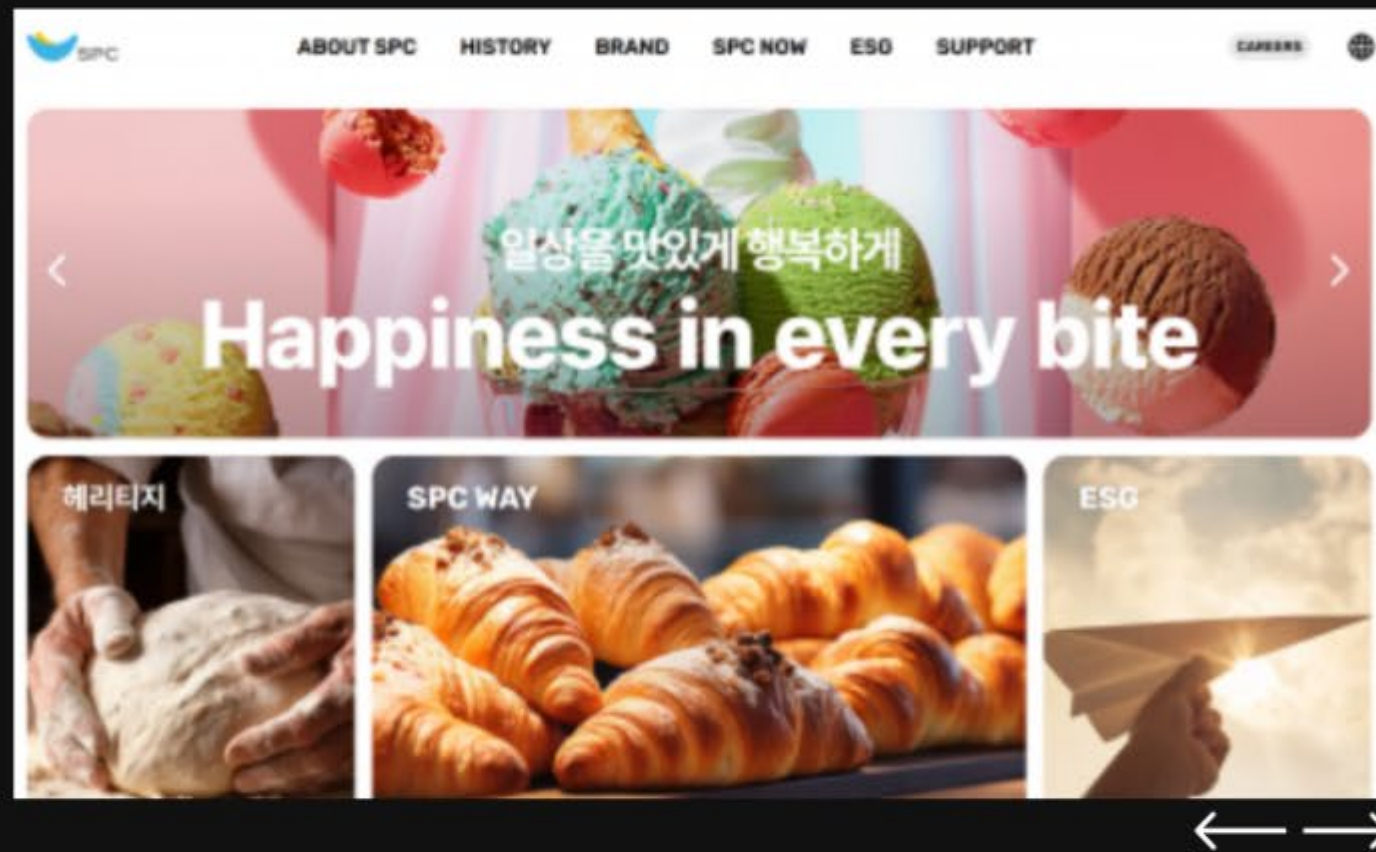 SPC
ABOUT SPC HISTORY BRAND SPC NOW ESG SUPPORT CAREERS
일상을 맛있게 행복하게
Happiness in every bite
헤리티지 SPC WAY ESG